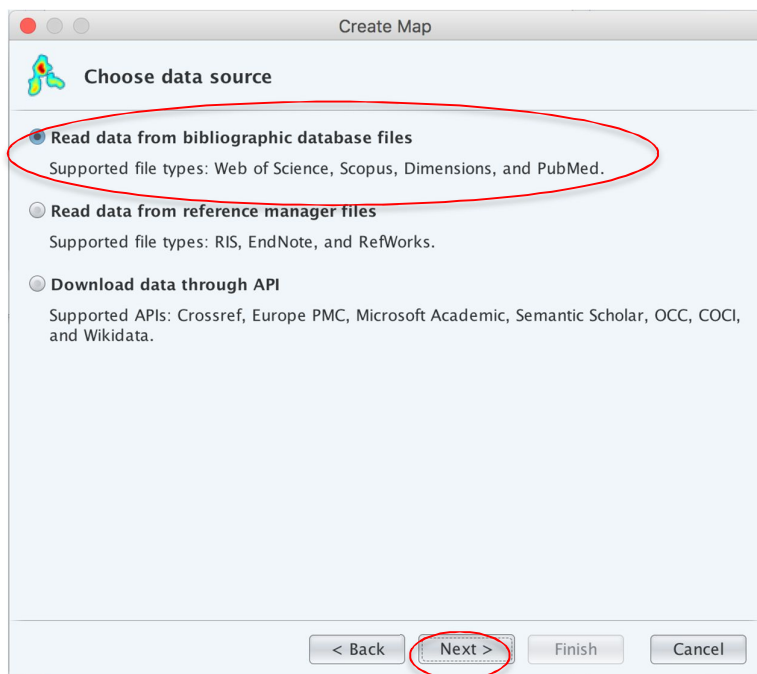 Create Map
Choose data source
Read data from bibliographic database files
Supported file types: Web of Science, Scopus, Dimensions, and PubMed.
Read data from reference manager files
Supported file types: RIS, EndNote, and RefWorks.
Download data through API
Supported APIs: Crossref, Europe PMC, Microsoft Academic, Semantic Scholar, OCC, COCI,
and Wikidata.
< Back Next > Finish Cancel